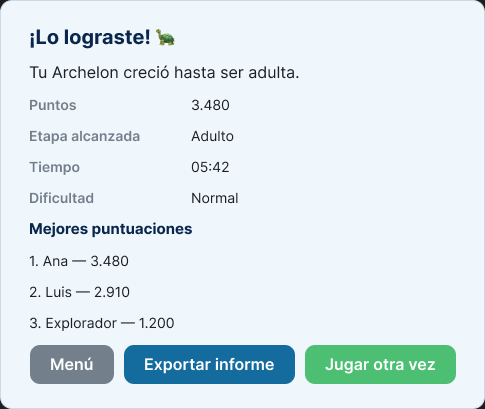 ¡Lo lograste! 🐢
Tu Archelon creció hasta ser adulta.
Puntos 3.480
Etapa alcanzada Adulto
Tiempo 05:42
Dificultad Normal
Mejores puntuaciones
1. Ana — 3.480
2. Luis — 2.910
3. Explorador — 1.200
Menú Exportar informe Jugar otra vez